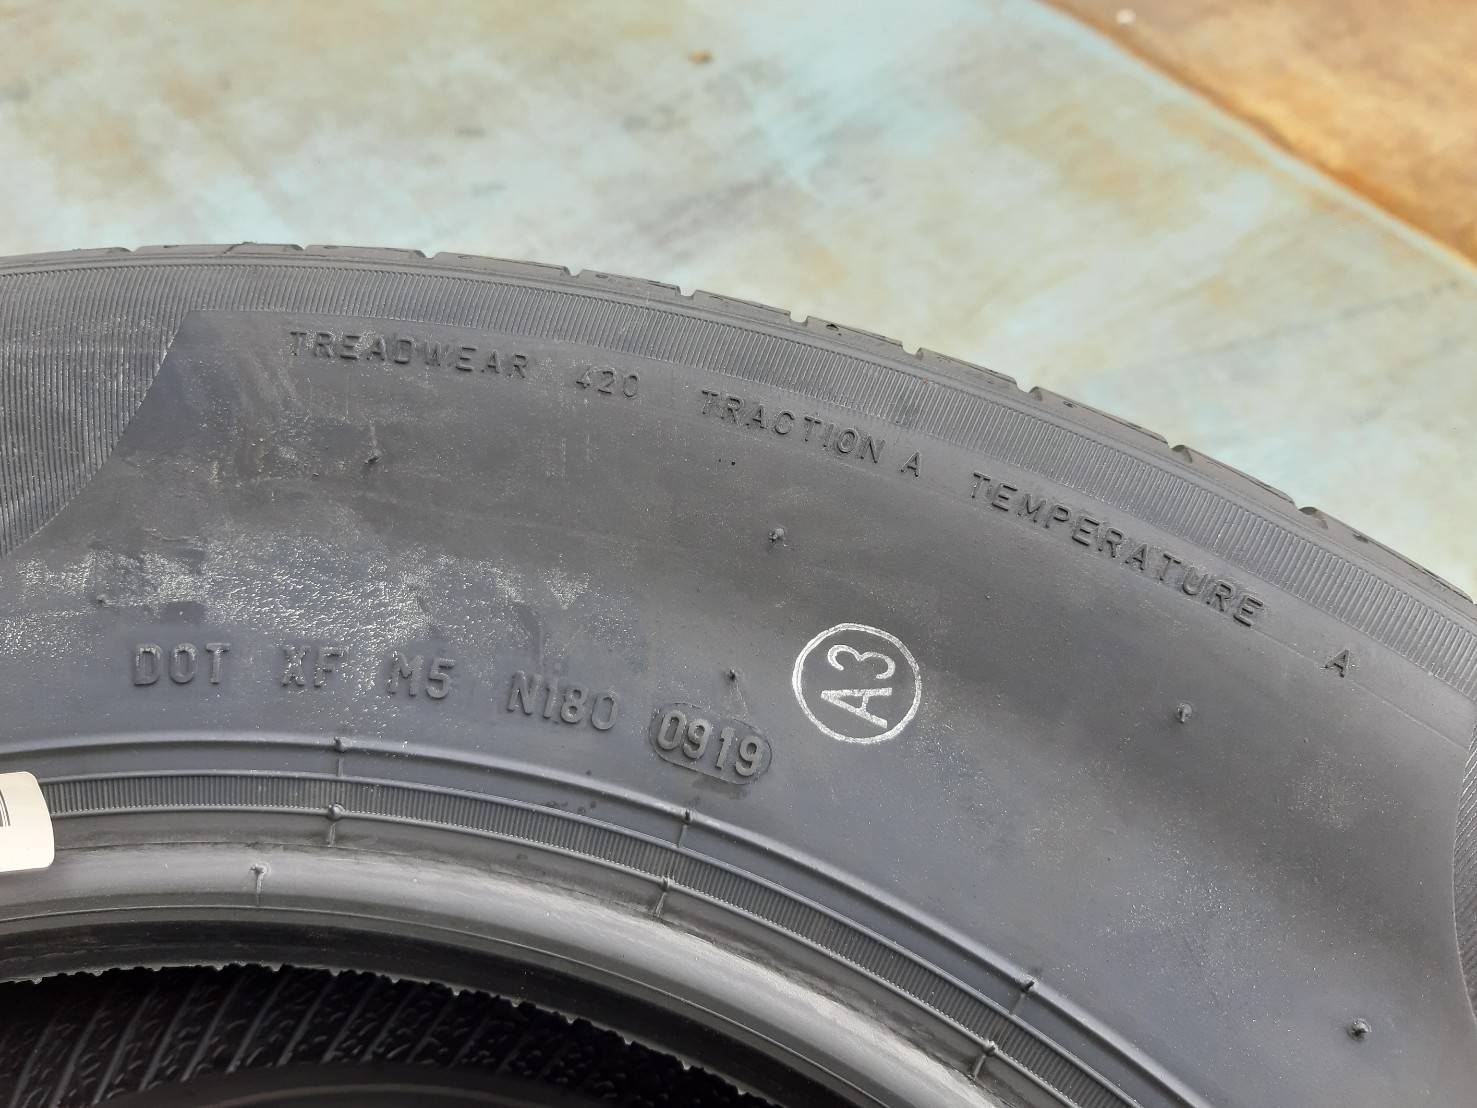 TREADWEAR 420 TRACTION A TEMPERATURE A
DOT XF M5 N180 0919
A3